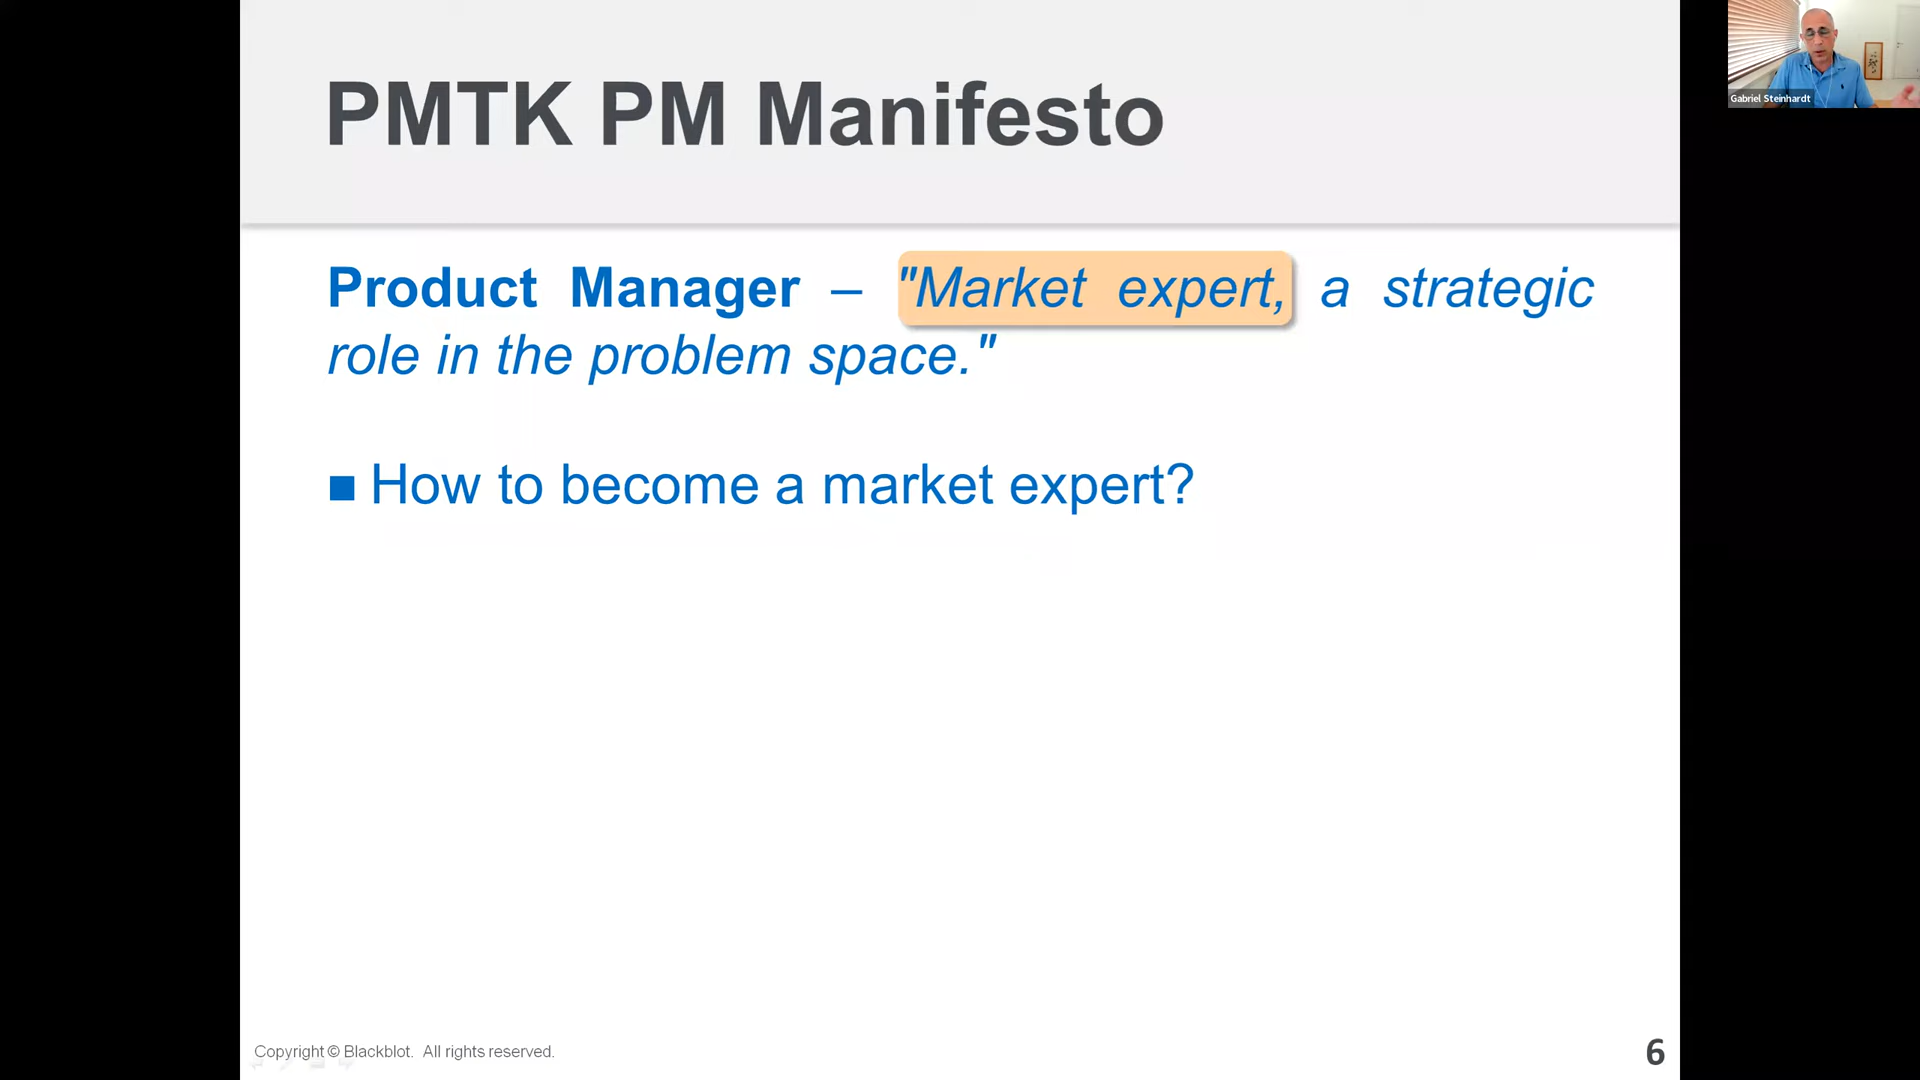 PMTK PM Manifesto
Gabriel Steinhardt
Product Manager – "Market expert, a strategic
role in the problem space."
How to become a market expert?
Copyright © Blackblot. All rights reserved.
6